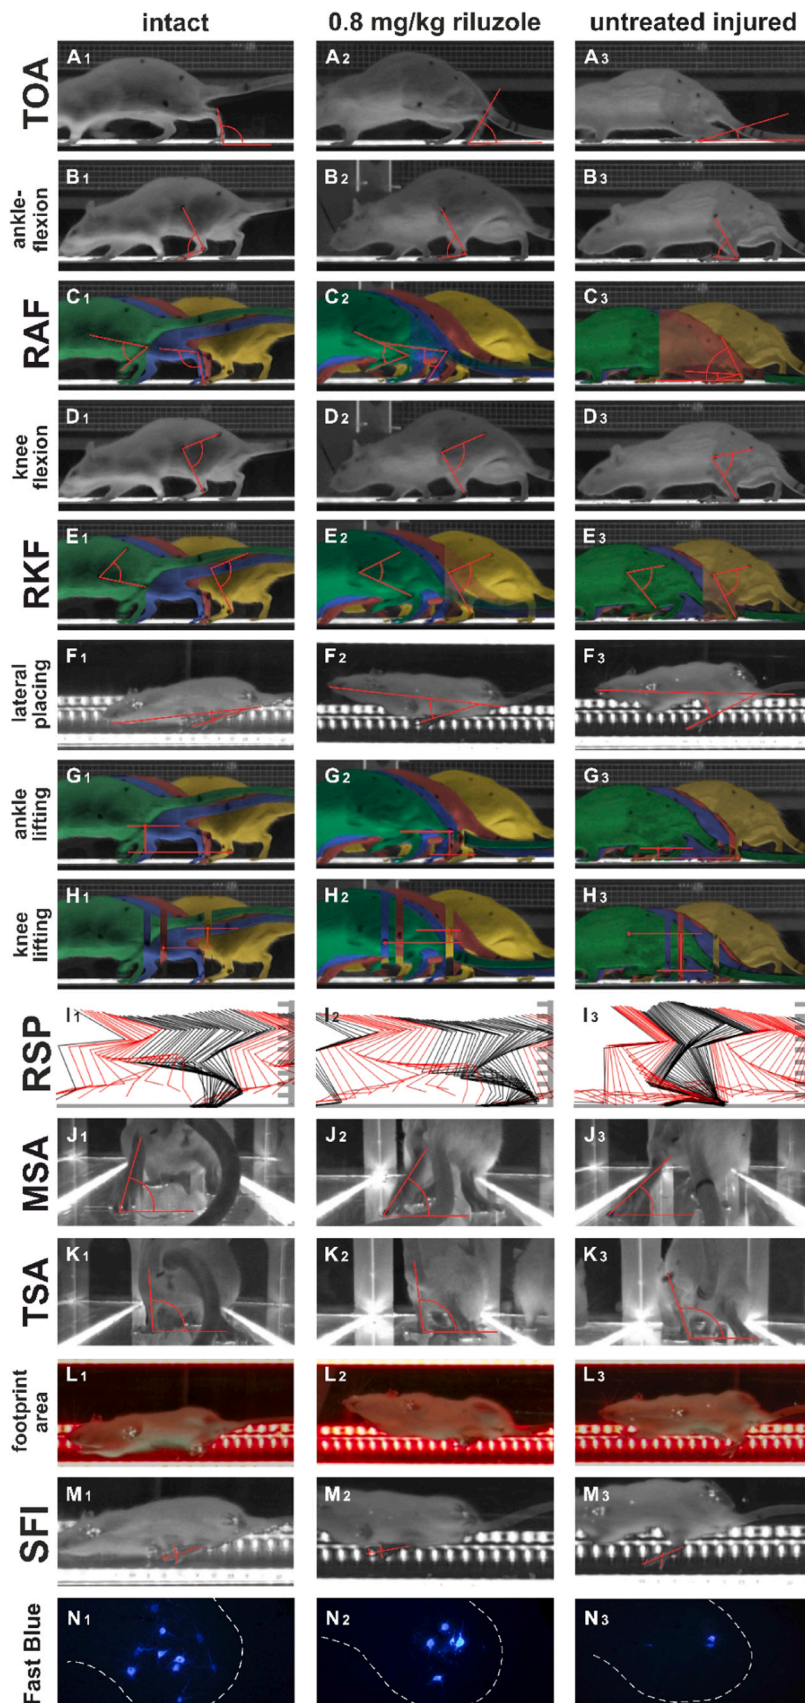 intact 0.8 mg/kg riluzole untreated injured
TOA A1 A2 A3
ankle-
flexion B1 B2 B3
RAF C1 C2 C3
knee
flexion D1 D2 D3
RKF E1 E2 E3
lateral
placing F1 F2 F3
ankle
lifting G1 G2 G3
knee
lifting H1 H2 H3
RSP I1 I2 I3
MSA J1 J2 J3
TSA K1 K2 K3
footprint
area L1 L2 L3
SFI M1 M2 M3
Fast Blue N1 N2 N3